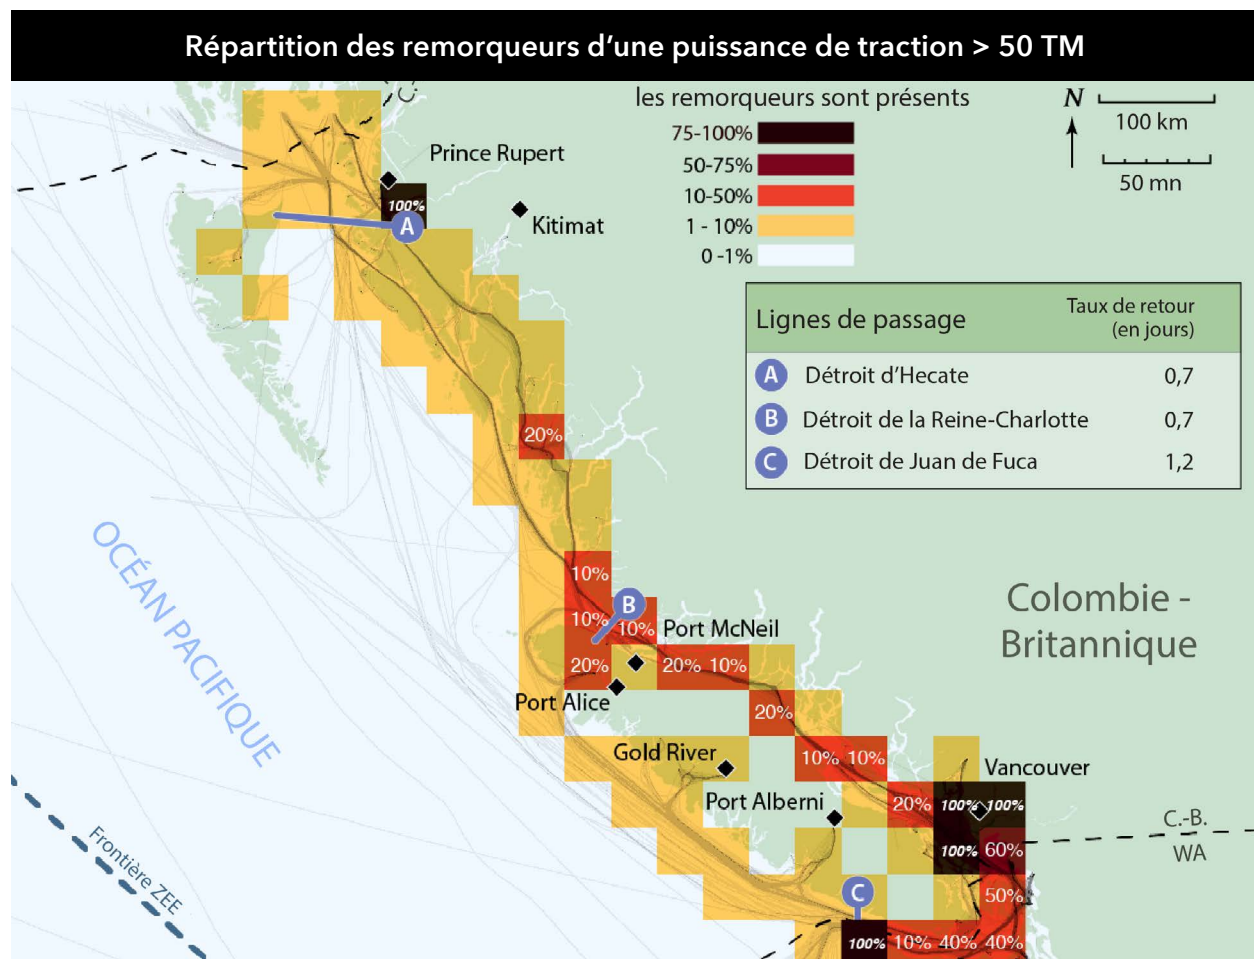 Répartition des remorqueurs d’une puissance de traction > 50 TM
C.-
les remorqueurs sont présents
75-100%
50-75%
10-50%
1 - 10%
0 -1%
N
100 km
50 mn
Prince Rupert
100%
A
Kitimat
Lignes de passage
Taux de retour
(en jours)
A Détroit d’Hecate 0,7
B Détroit de la Reine-Charlotte 0,7
C Détroit de Juan de Fuca 1,2
20%
OCÉAN PACIFIQUE
10%
B
10%
10%
Port McNeil
20%
20% 10%
Port Alice
20%
Colombie -
Britannique
Gold River
10% 10%
Vancouver
Port Alberni
20% 100% 100%
C.-B.
WA
100% 60%
Frontière ZEE
C
50%
100% 10% 40% 40%